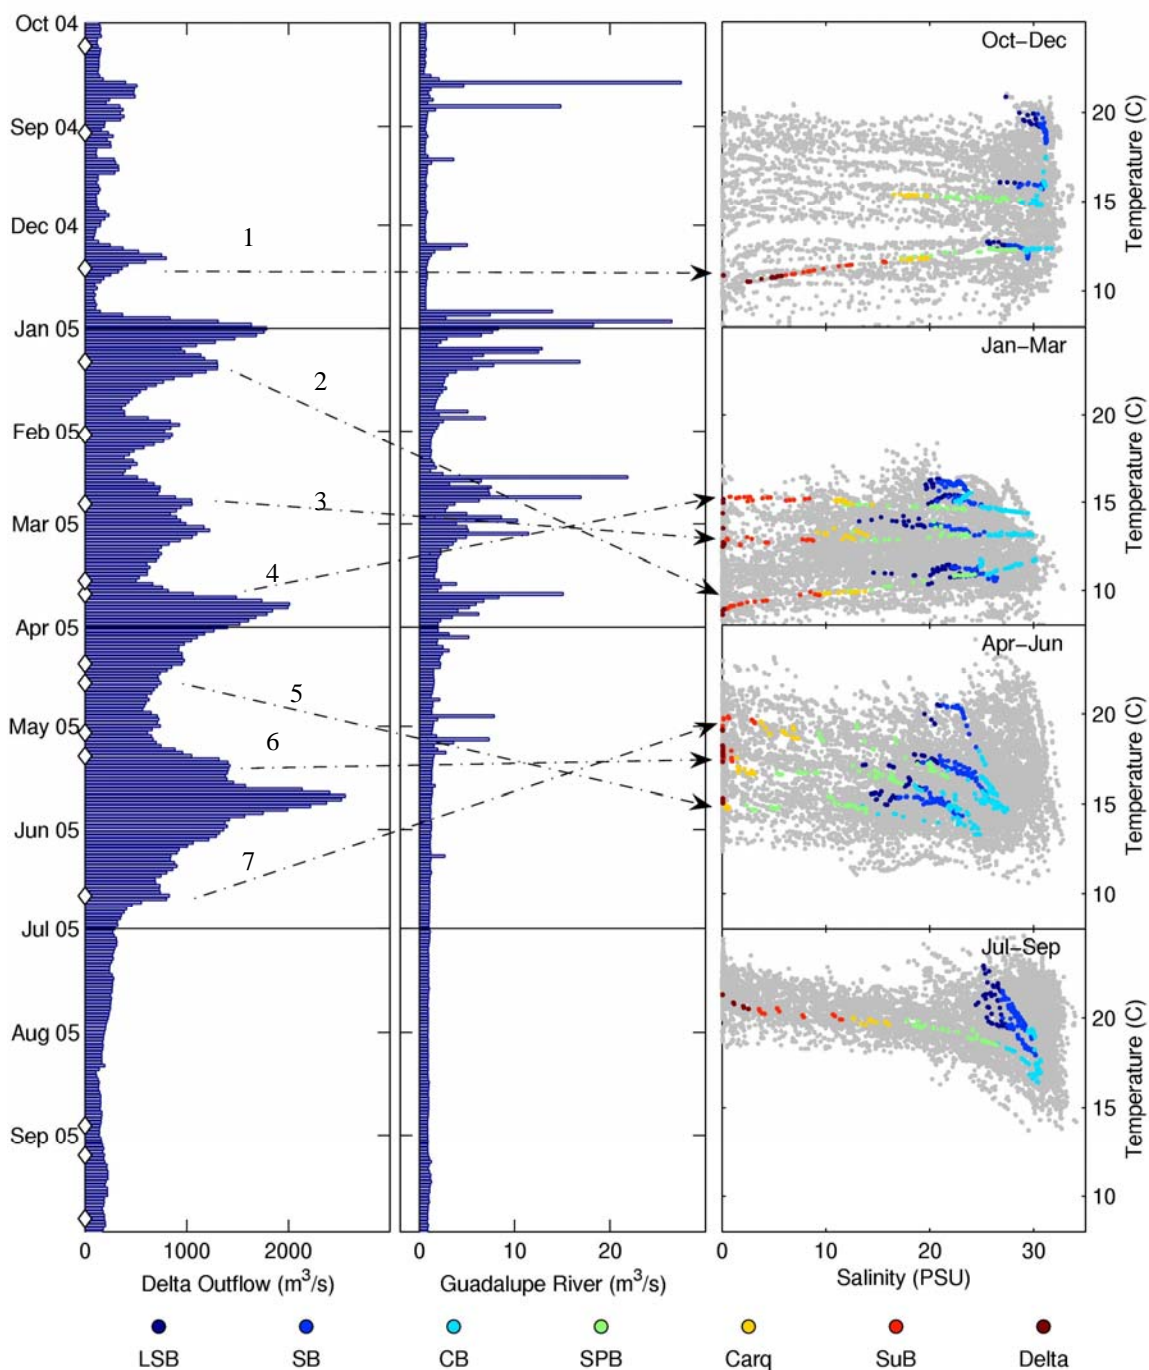 Oct 04
Sep 04
Dec 04
Jan 05
Feb 05
Mar 05
Apr 05
May 05
Jun 05
Jul 05
Aug 05
Sep 05
1
2
3
4
5
6
7
0 1000 2000
Delta Outflow (m³/s)
0 10 20
Guadalupe River (m³/s)
Oct–Dec
20
15
10
Temperature (C)
Jan–Mar
20
15
10
Temperature (C)
Apr–Jun
20
15
10
Temperature (C)
Jul–Sep
20
15
10
Temperature (C)
0 10 20 30
Salinity (PSU)
LSB SB CB SPB Carq SuB Delta